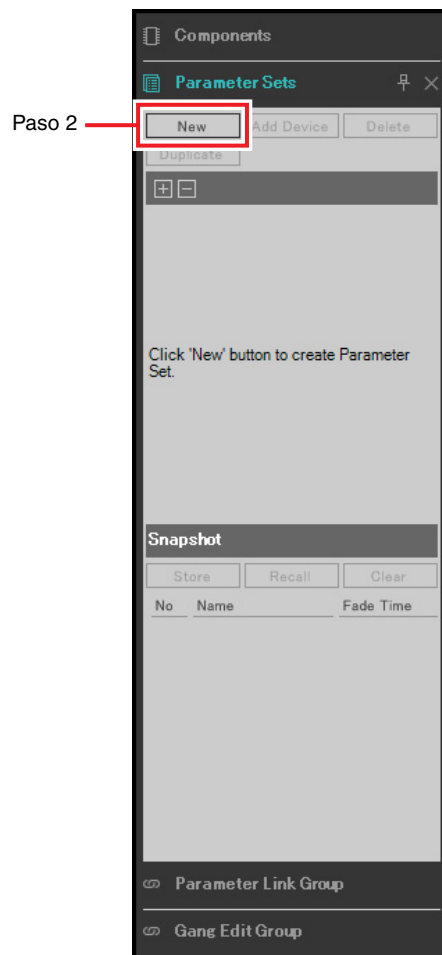 Components
Parameter Sets
Paso 2
New Add Device Delete
Duplicate
Click 'New' button to create Parameter
Set.
Snapshot
Store Recall Clear
No Name Fade Time
Parameter Link Group
Gang Edit Group